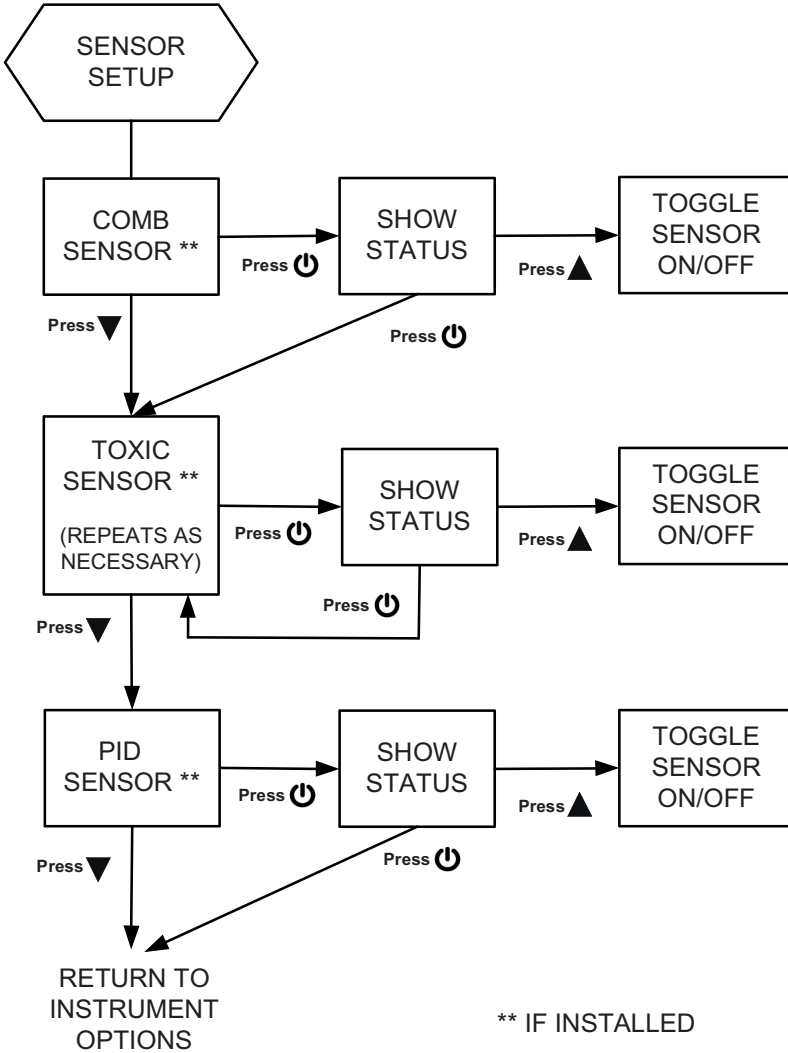 SENSOR
SETUP
COMB
SENSOR **
Press
SHOW
STATUS
Press
TOGGLE
SENSOR
ON/OFF
Press
Press
TOXIC
SENSOR **
(REPEATS AS
NECESSARY)
Press
SHOW
STATUS
Press
TOGGLE
SENSOR
ON/OFF
Press
Press
PID
SENSOR **
Press
SHOW
STATUS
Press
TOGGLE
SENSOR
ON/OFF
Press
Press
RETURN TO
INSTRUMENT
OPTIONS
** IF INSTALLED